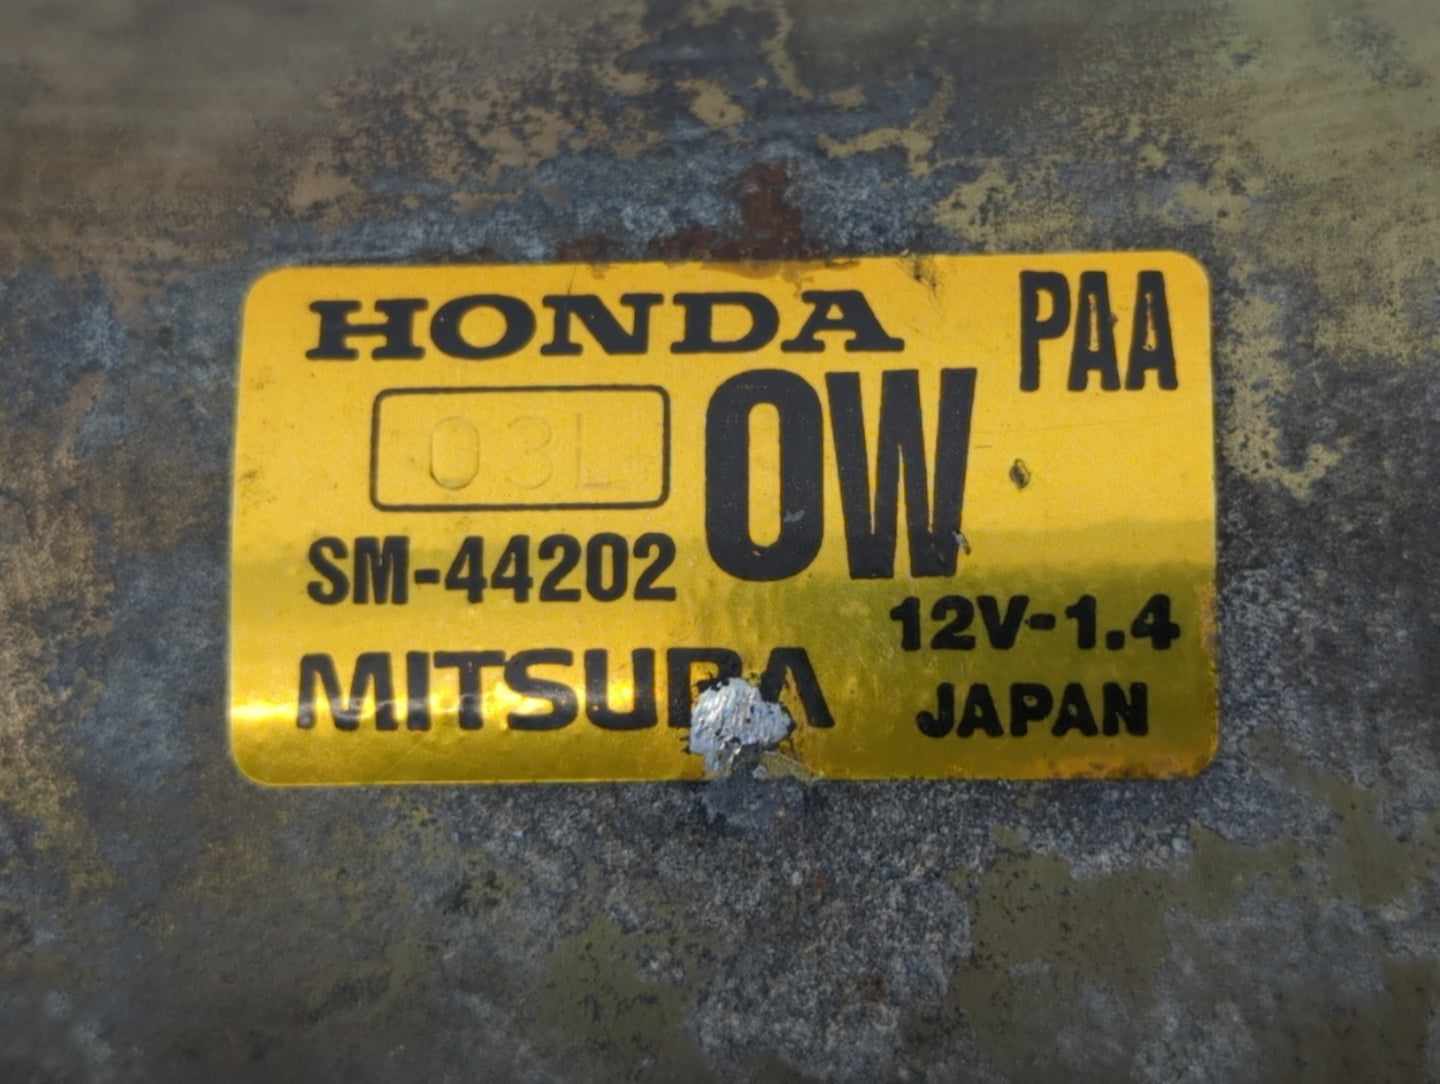 HONDA
PAA
03L
OW
SM-44202
12V-1.4
MITSUBA
JAPAN